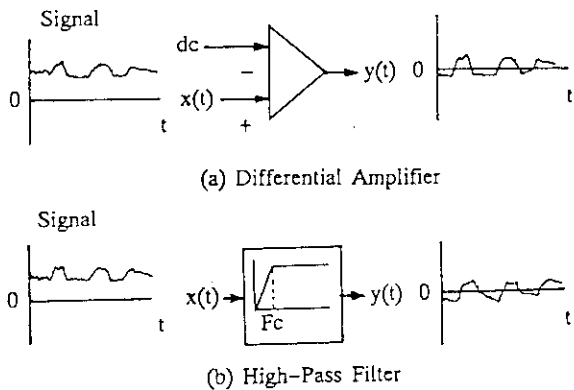 Signal
dc
−
0
x(t)
+
y(t)
0
t
t
(a) Differential Amplifier
Signal
0
x(t)
Fc
y(t)
0
t
t
(b) High-Pass Filter